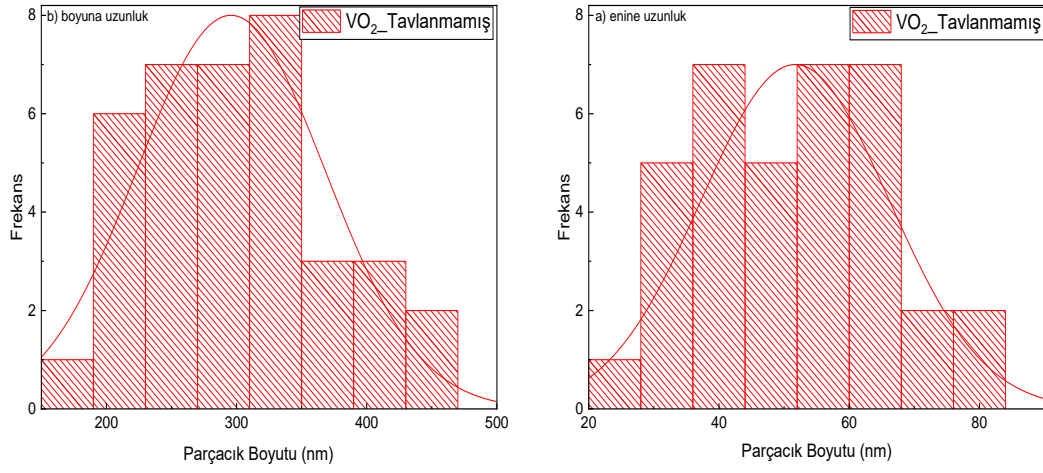 b) boyuna uzunluk
VO₂_Tavlanmamış
8
6
4
2
0
Frekans
200
300
400
500
Parçacık Boyutu (nm)
a) enine uzunluk
VO₂_Tavlanmamış
8
6
4
2
0
Frekans
20
40
60
80
Parçacık Boyutu (nm)